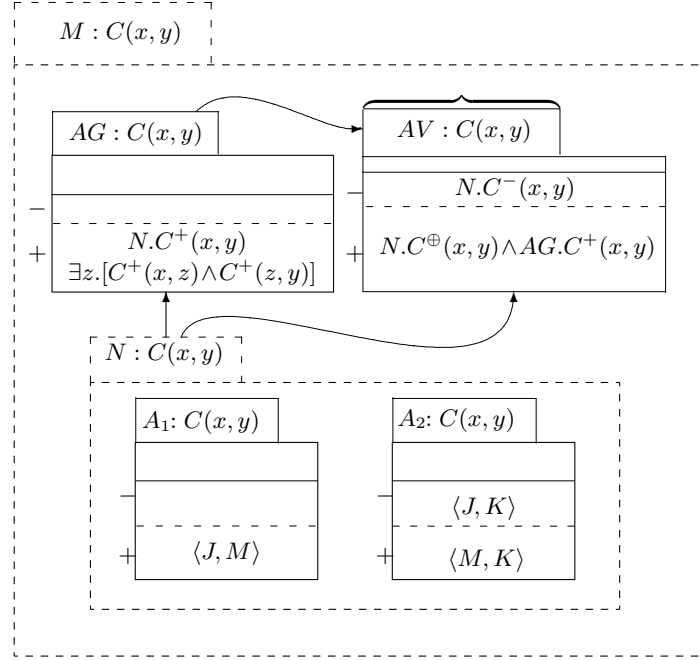 M : C(x, y)
AG : C(x, y)
AV : C(x, y)
−
+
N.C⁺(x, y)
∃z.[C⁺(x, z)∧C⁺(z, y)]
−
+
N.C⁻(x, y)
N.C^⊕(x, y)∧AG.C⁺(x, y)
N : C(x, y)
A₁: C(x, y)
A₂: C(x, y)
−
+
⟨J, M⟩
−
+
⟨J, K⟩
⟨M, K⟩